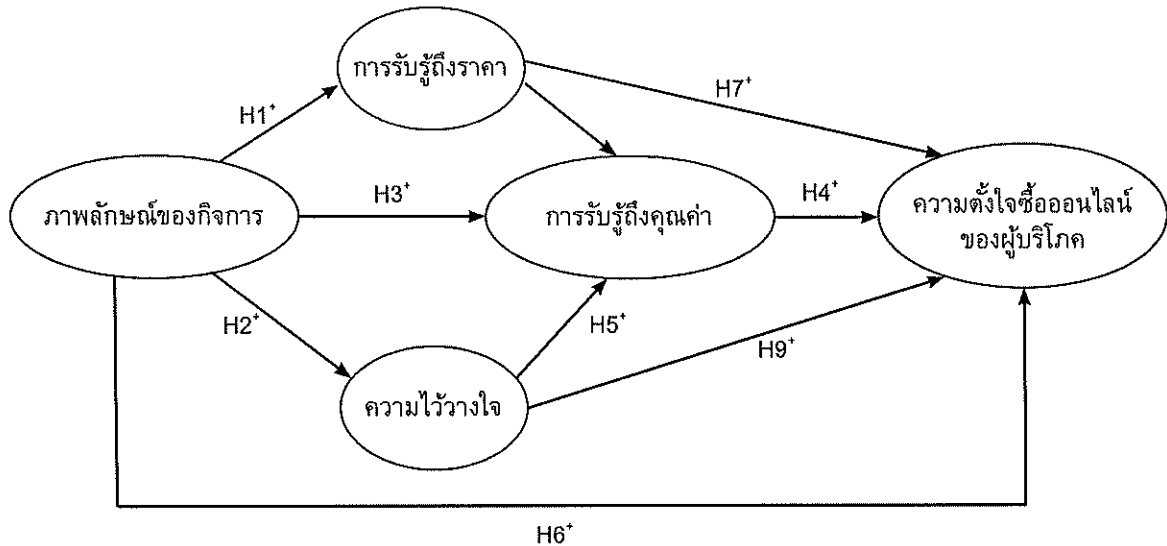 การรับรู้ถึงราคา
H7⁺
H1⁺
ภาพลักษณ์ของกิจการ
H3⁺
การรับรู้ถึงคุณค่า
H4⁺
ความตั้งใจซื้อออนไลน์
ของผู้บริโภค
H2⁺
H5⁺
H9⁺
ความไว้วางใจ
H6⁺